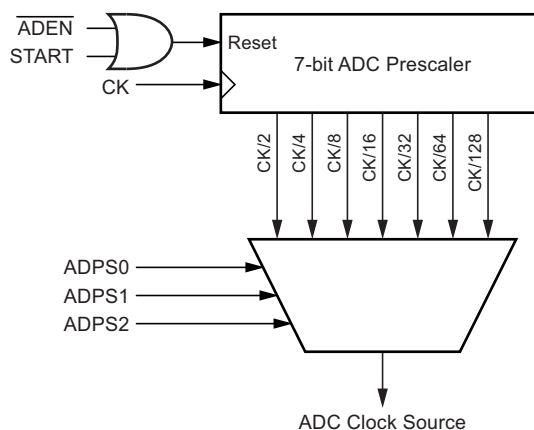 ADEN
START
CK
Reset
7-bit ADC Prescaler
CK/2
CK/4
CK/8
CK/16
CK/32
CK/64
CK/128
ADPS0
ADPS1
ADPS2
ADC Clock Source